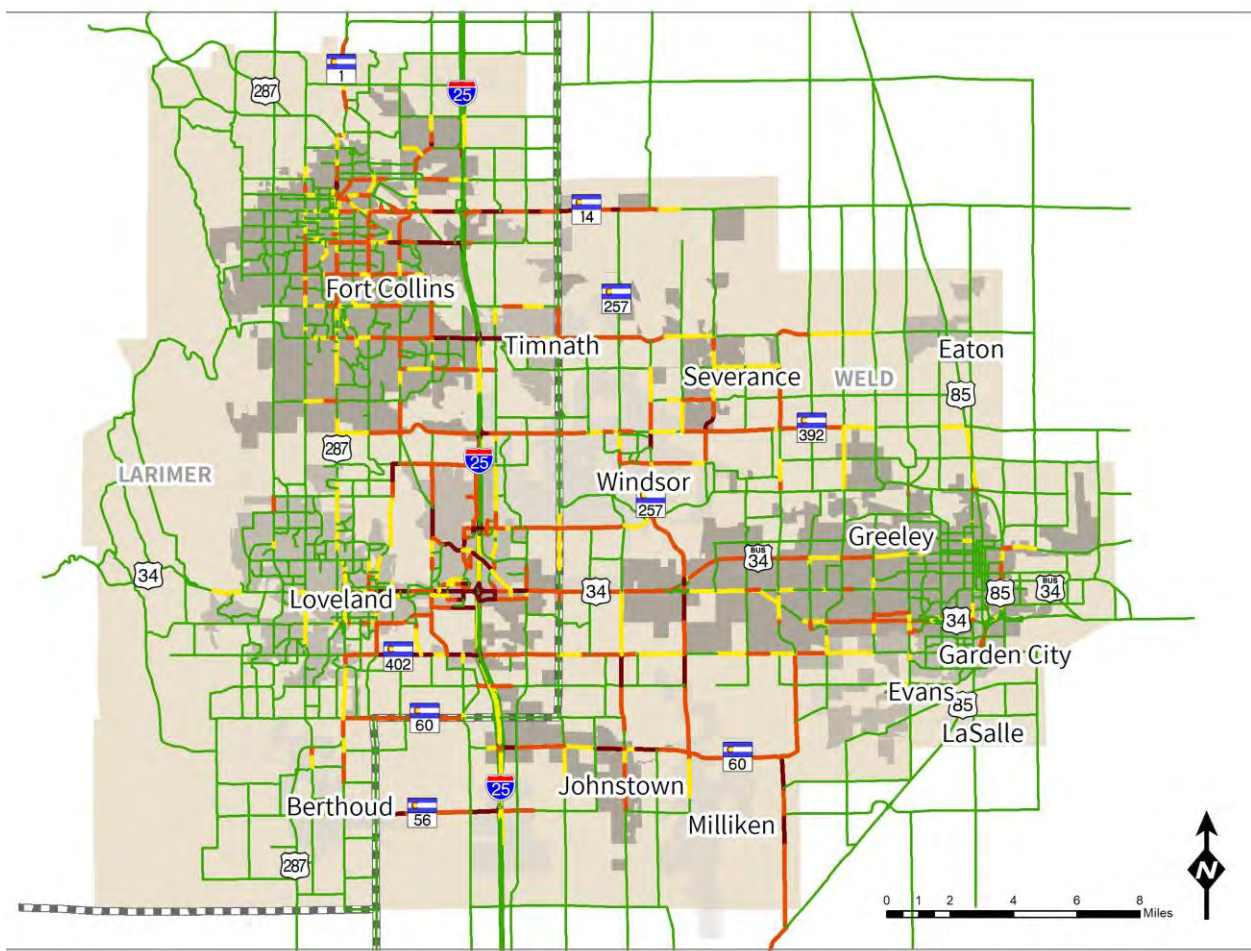 1
287
25
14
Fort Collins
257
Timnath
Eaton
Severance
WELD
85
392
287
25
LARIMER
Windsor
257
Greeley
BUS
34
34
34
85
BUS
34
Loveland
34
402
Garden City
Evans
85
60
LaSalle
60
25
Johnstown
Berthoud
56
Milliken
287
N
0 1 2 4 6 8
Miles